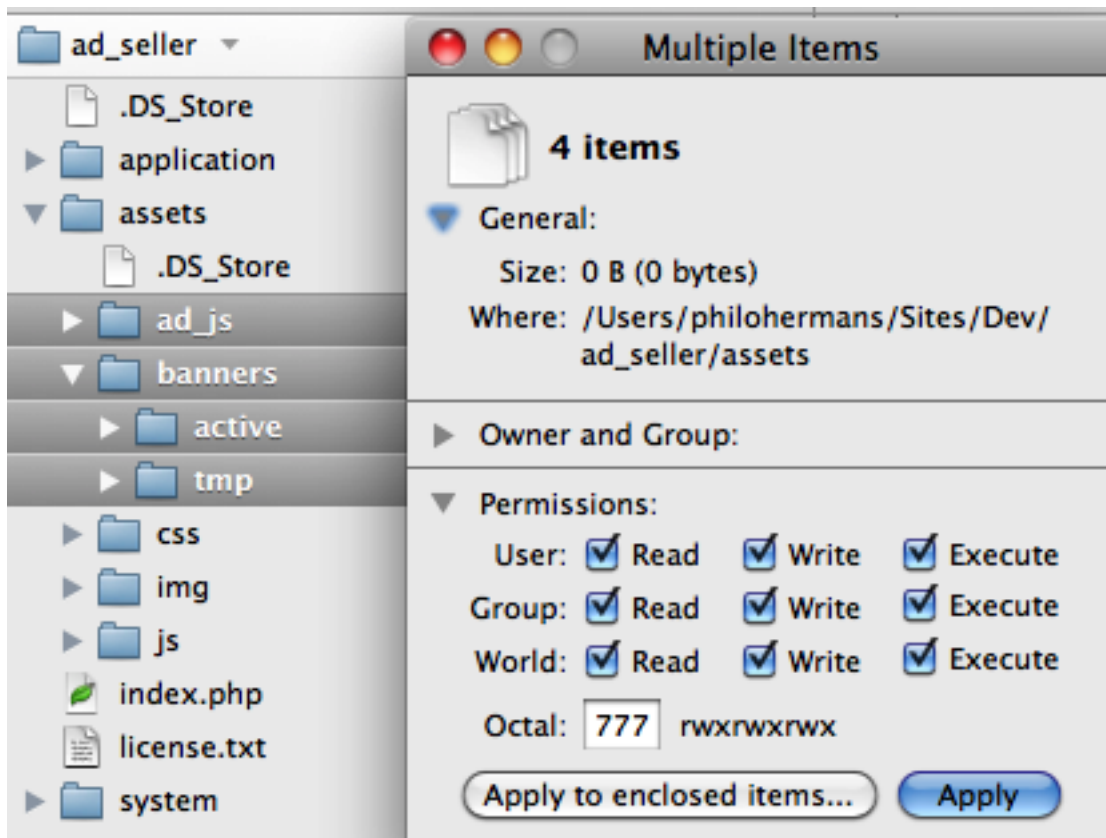 ad_seller
.DS_Store
application
assets
.DS_Store
ad_js
banners
active
tmp
css
img
js
index.php
license.txt
system
Multiple Items
4 items
General:
Size: 0 B (0 bytes)
Where: /Users/philohermans/Sites/Dev/
ad_seller/assets
Owner and Group:
Permissions:
User: Read Write Execute
Group: Read Write Execute
World: Read Write Execute
Octal: 777 rwxrwxrwx
Apply to enclosed items... Apply